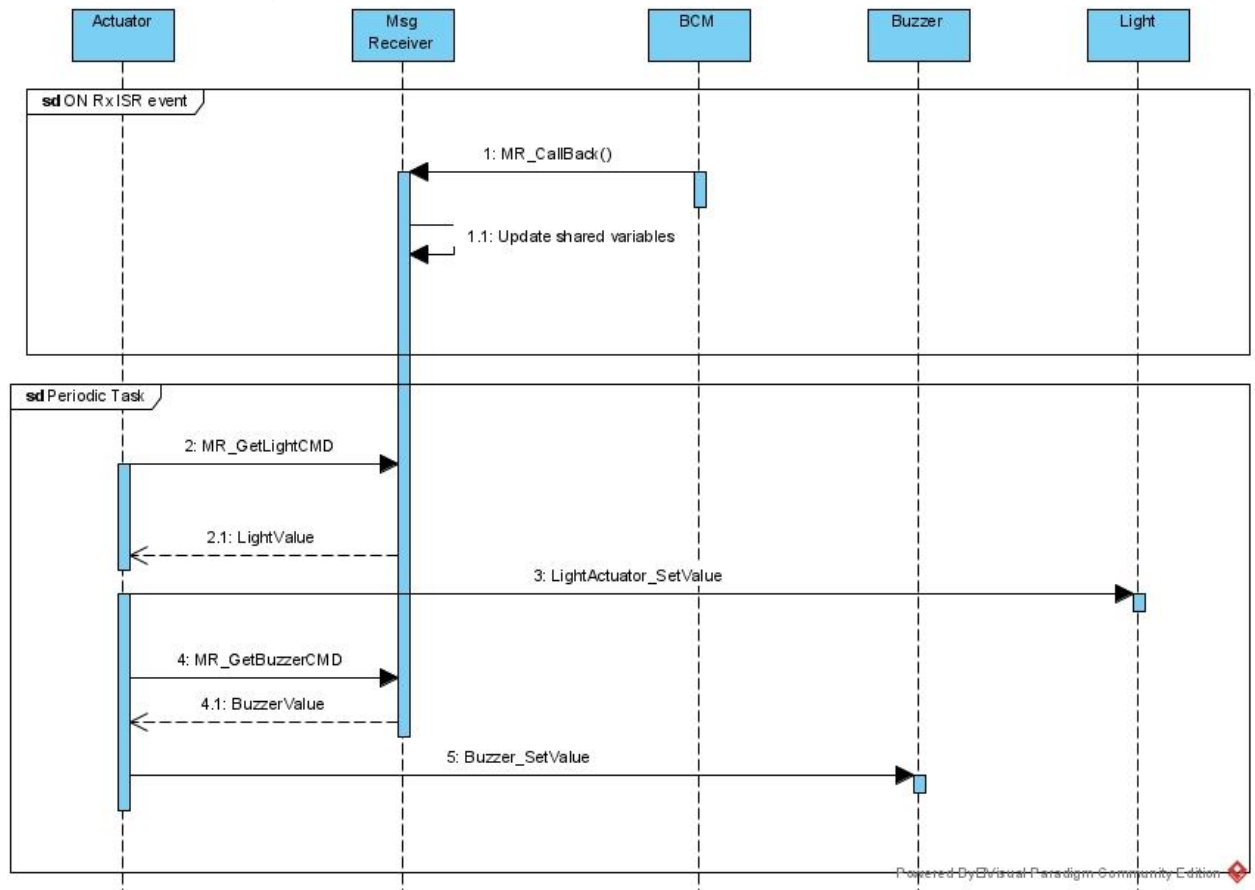 Actuator
Msg
Receiver
BCM
Buzzer
Light
sd ON Rx ISR event
1: MR_CallBack()
1.1: Update shared variables
sd Periodic Task
2: MR_GetLightCMD
2.1: LightValue
3: LightActuator_SetValue
4: MR_GetBuzzerCMD
4.1: BuzzerValue
5: Buzzer_SetValue
Powered By Visual Paradigm Community Edition